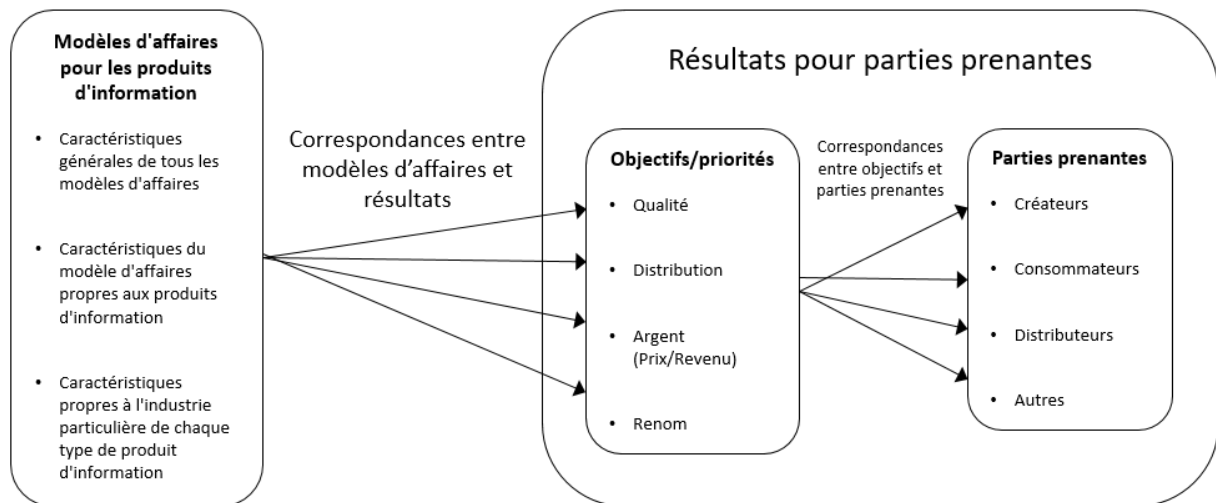 Modèles d'affaires
pour les produits
d'information
• Caractéristiques
générales de tous les
modèles d'affaires
• Caractéristiques du
modèle d'affaires
propres aux produits
d'information
• Caractéristiques
propres à l'industrie
particulière de chaque
type de produit
d'information
Correspondances entre
modèles d’affaires et
résultats
Résultats pour parties prenantes
Objectifs/priorités
• Qualité
• Distribution
• Argent
(Prix/Revenu)
• Renom
Correspondances
entre objectifs et
parties prenantes
Parties prenantes
• Créateurs
• Consommateurs
• Distributeurs
• Autres